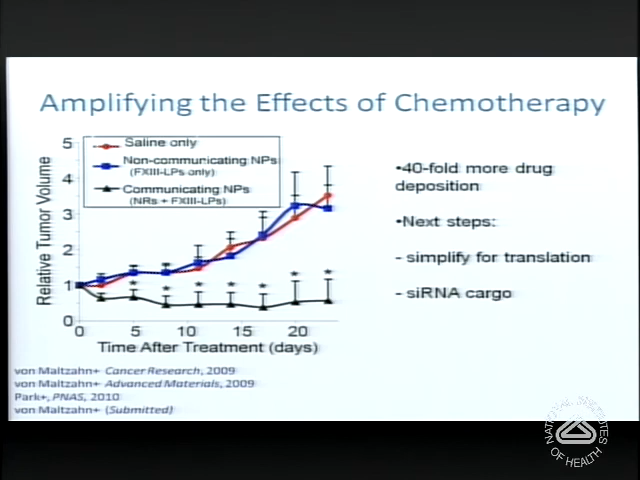 Amplifying the Effects of Chemotherapy
5
4
3
2
1
0
Relative Tumor Volume
Saline only
Non-communicating NPs
(FXIII-LPs only)
Communicating NPs
(NRs + FXIII-LPs)
* * * * * * *
0 5 10 15 20
Time After Treatment (days)
•40-fold more drug
deposition
•Next steps:
- simplify for translation
- siRNA cargo
von Maltzahn+ Cancer Research, 2009
von Maltzahn+ Advanced Materials, 2009
Park+, PNAS, 2010
von Maltzahn+ (Submitted)
NATIONAL INSTITUTES
OF HEALTH